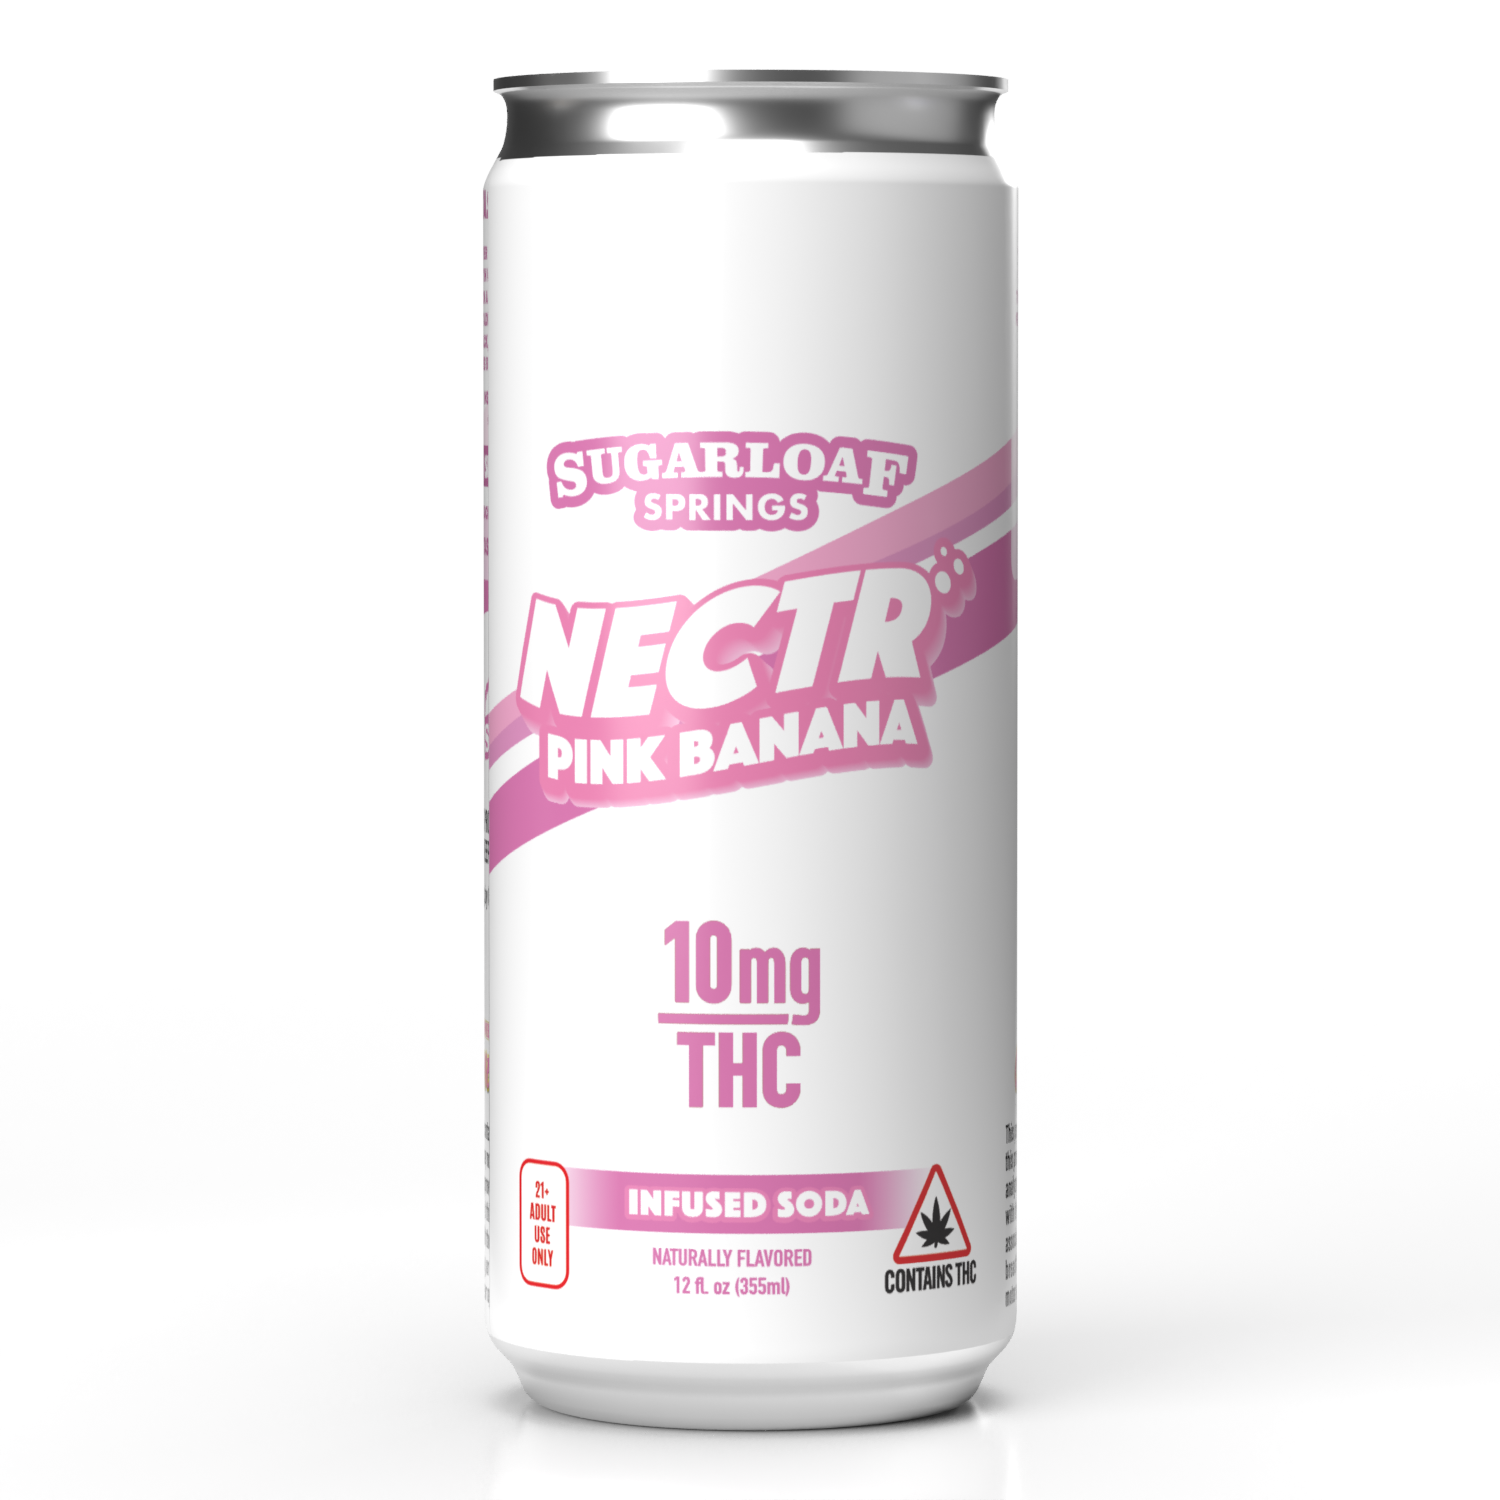 SUGARLOAF
SPRINGS
NECTR
PINK BANANA
10mg
THC
21+
ADULT
USE
ONLY
INFUSED SODA
NATURALLY FLAVORED
12 fl. oz (355ml)
CONTAINS THC